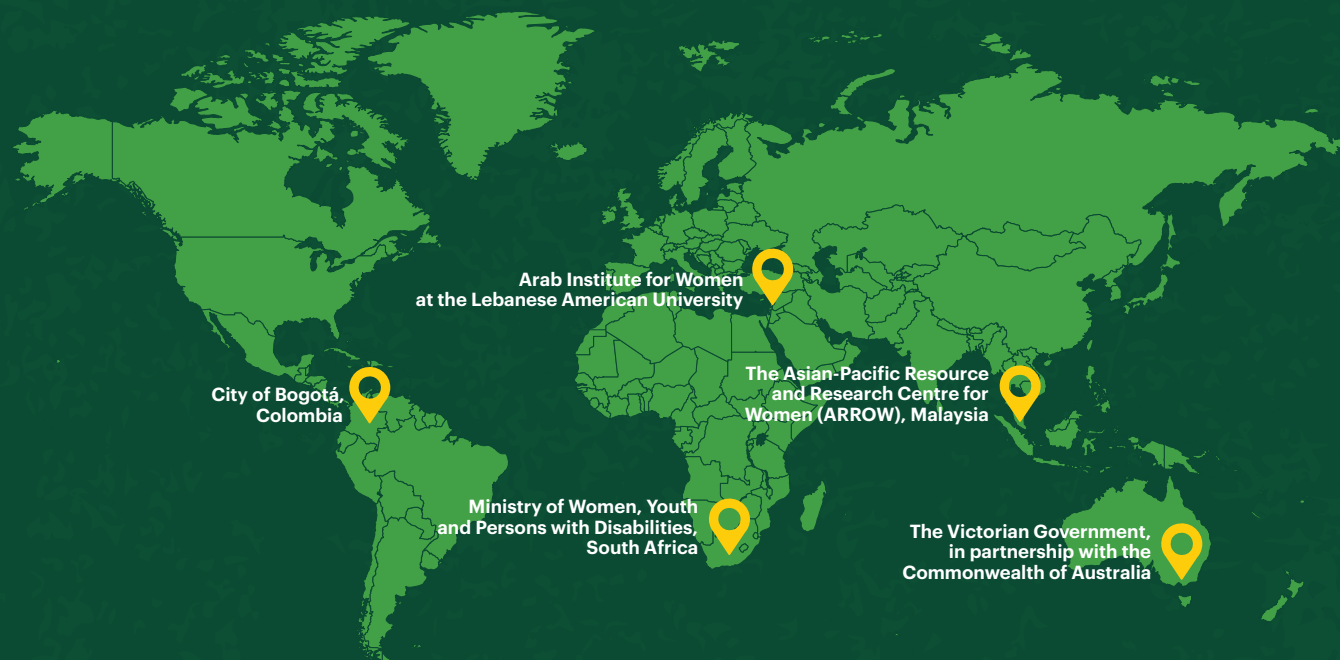 Arab Institute for Women
at the Lebanese American University
The Asian-Pacific Resource
and Research Centre for
Women (ARROW), Malaysia
City of Bogotá,
Colombia
Ministry of Women, Youth
and Persons with Disabilities,
South Africa
The Victorian Government,
in partnership with the
Commonwealth of Australia